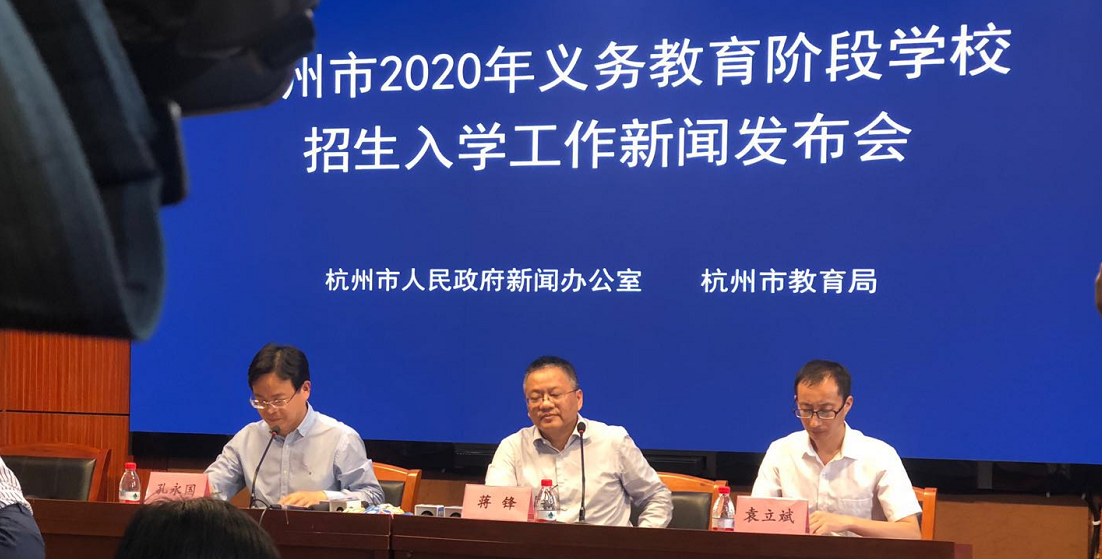 州市2020年义务教育阶段学校
招生入学工作新闻发布会
杭州市人民政府新闻办公室 杭州市教育局
孔永国
蒋锋
袁立斌